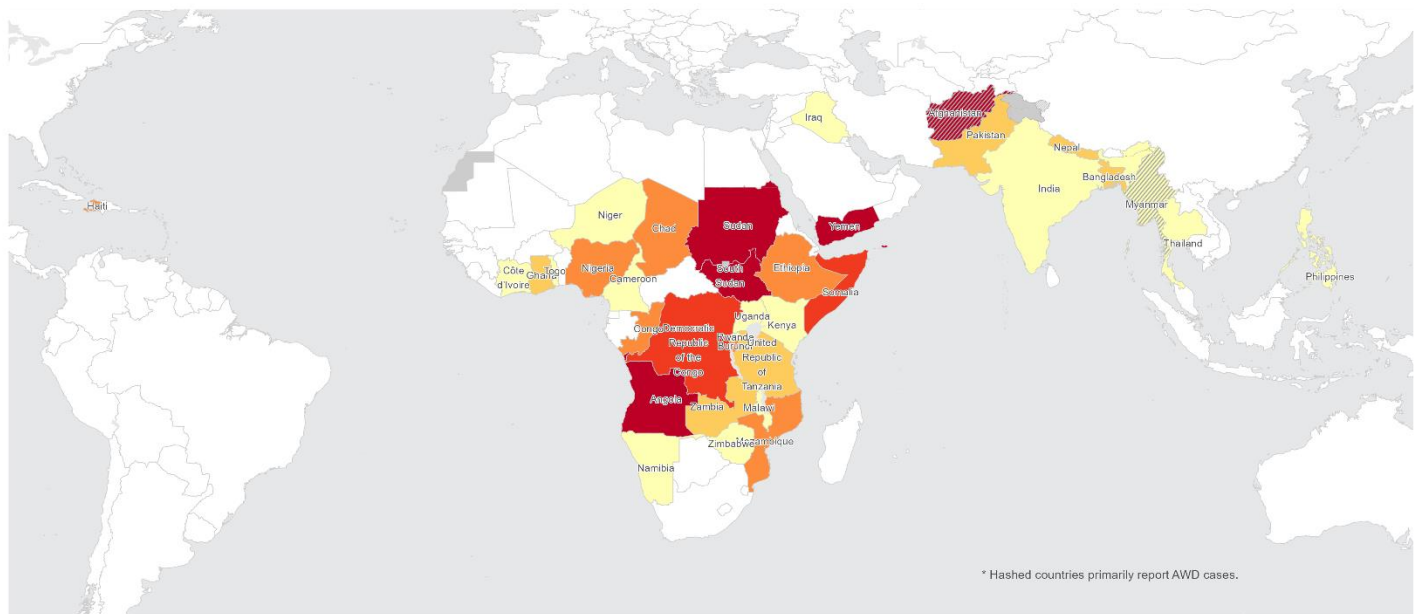 Iraq
Afghanistan
Pakistan
Nepal
Bangladesh
India
Myanmar
Thailand
Philippines
Haiti
Niger
Chad
Sudan
Yemen
Côte
d'Ivoire
Ghana
Togo
Nigeria
Cameroon
South
Sudan
Ethiopia
Somalia
Uganda
Kenya
Congo
Democratic
Republic
of the
Congo
Rwanda
Burundi
United
Republic
of
Tanzania
Angola
Zambia
Malawi
Zimbabwe
Mozambique
Namibia
* Hashed countries primarily report AWD cases.